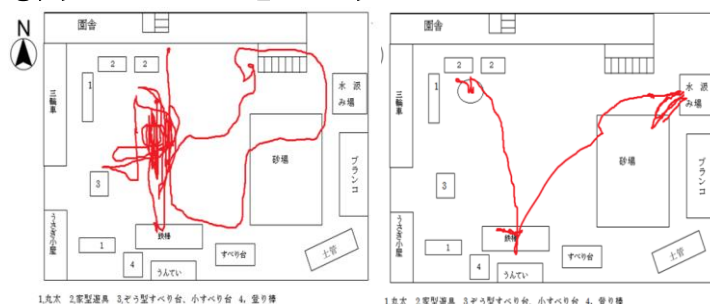 N
園舎
2 2
1
三輪車
水汲み場
砂場
ブランコ
3
うさぎ小屋
1
鉄棒
すべり台
土管
4
うんてい
1,丸太 2,家型遊具 3,ぞう型すべり台、小すべり台 4, 登り棒
)
園舎
2 2
1
三輪車
水汲み場
砂場
ブランコ
3
うさぎ小屋
1
鉄棒
すべり台
土管
4
うんてい
1,丸太 2,家型遊具 3,ぞう型すべり台、小すべり台 4, 登り棒